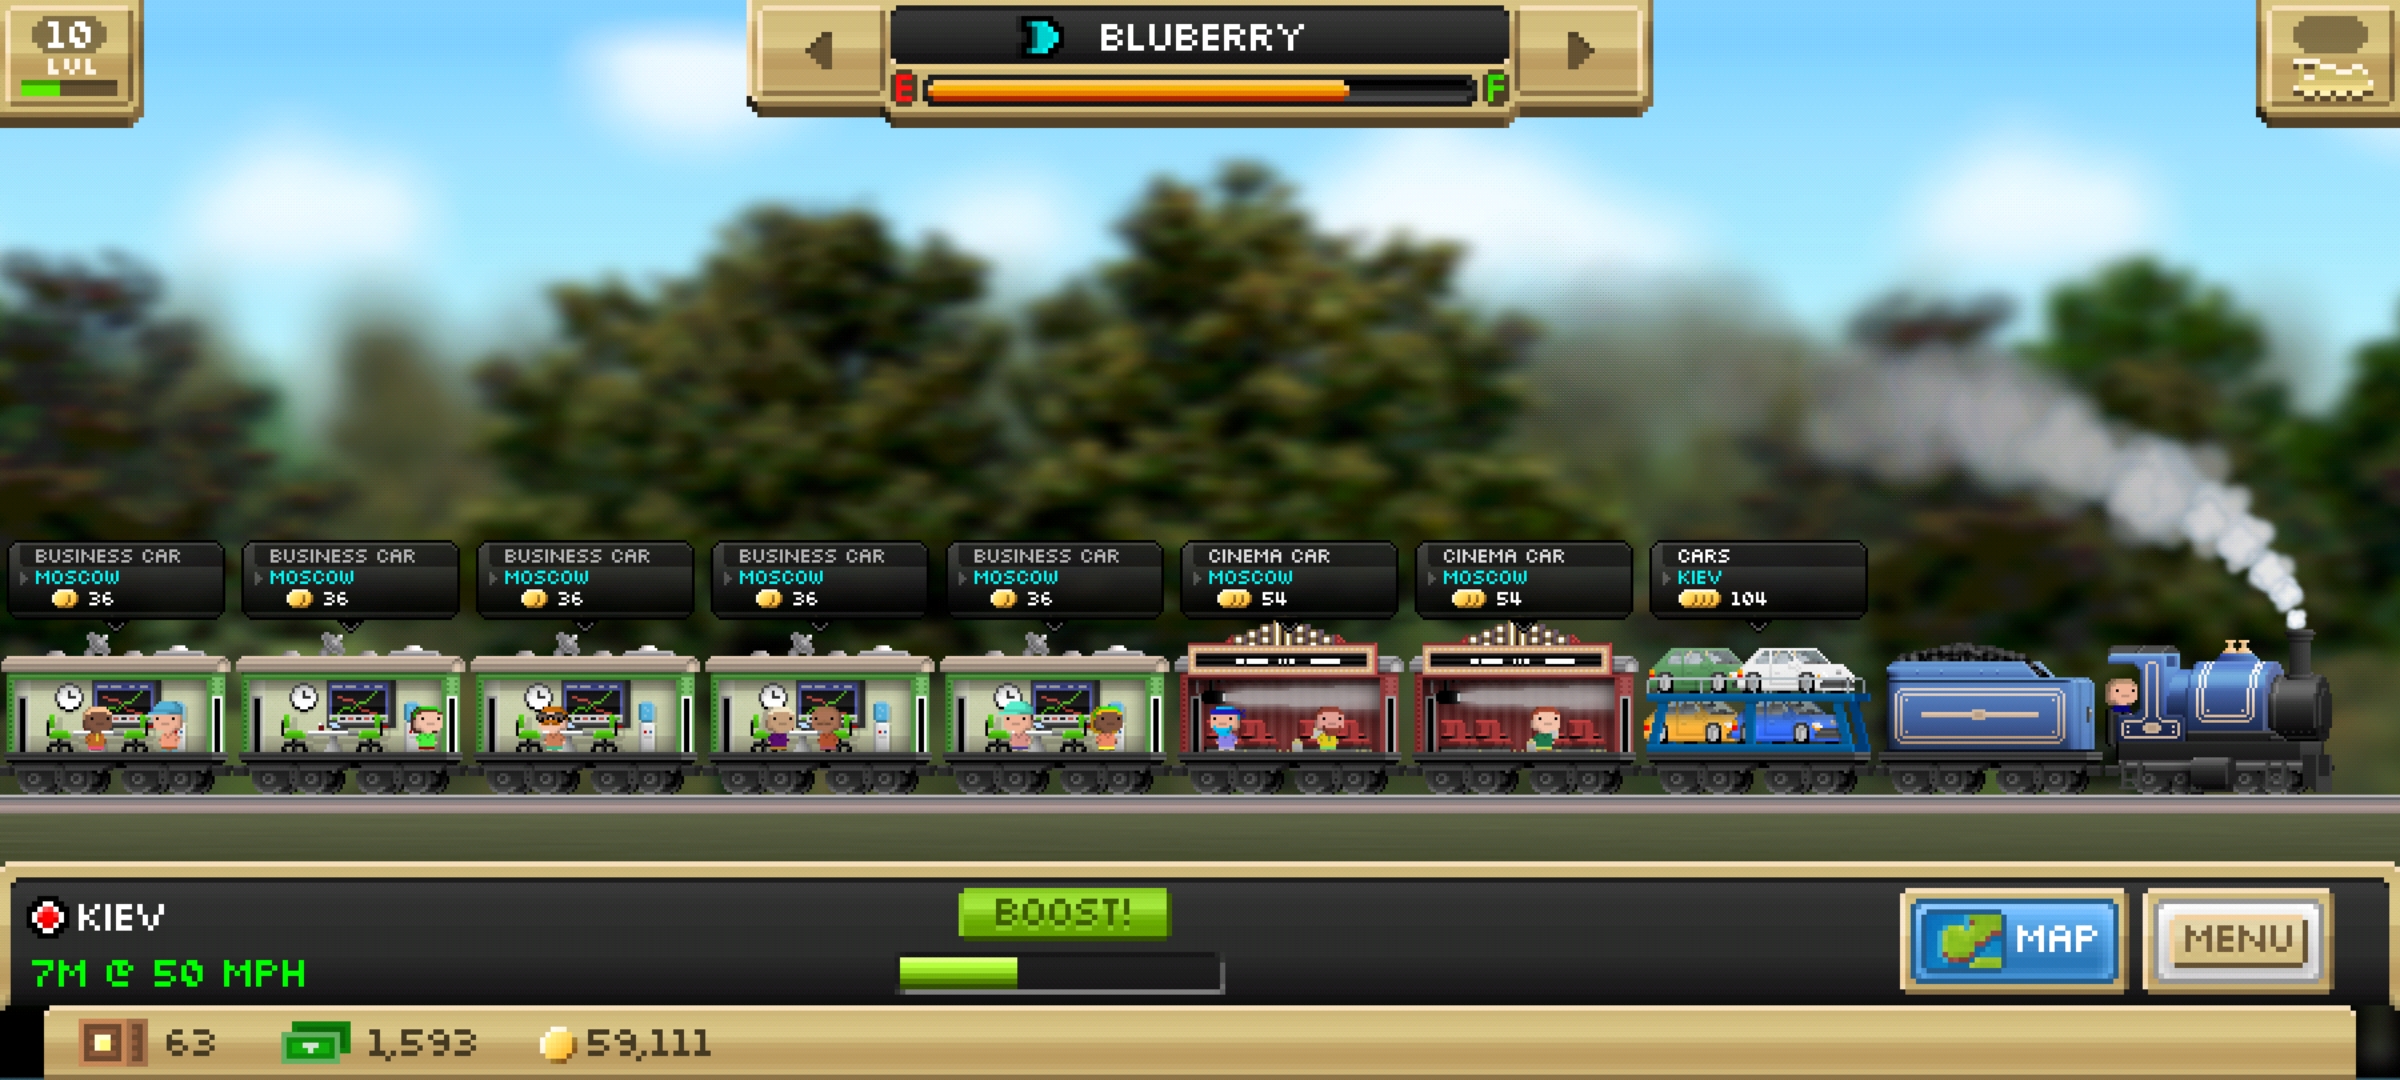 10
LVL
BLUBERRY
E F
BUSINESS CAR
MOSCOW
36
BUSINESS CAR
MOSCOW
36
BUSINESS CAR
MOSCOW
36
BUSINESS CAR
MOSCOW
36
BUSINESS CAR
MOSCOW
36
CINEMA CAR
MOSCOW
54
CINEMA CAR
MOSCOW
54
CARS
KIEV
104
KIEV
7M @ 50 MPH
BOOST!
MAP
MENU
63
1,593
59,111